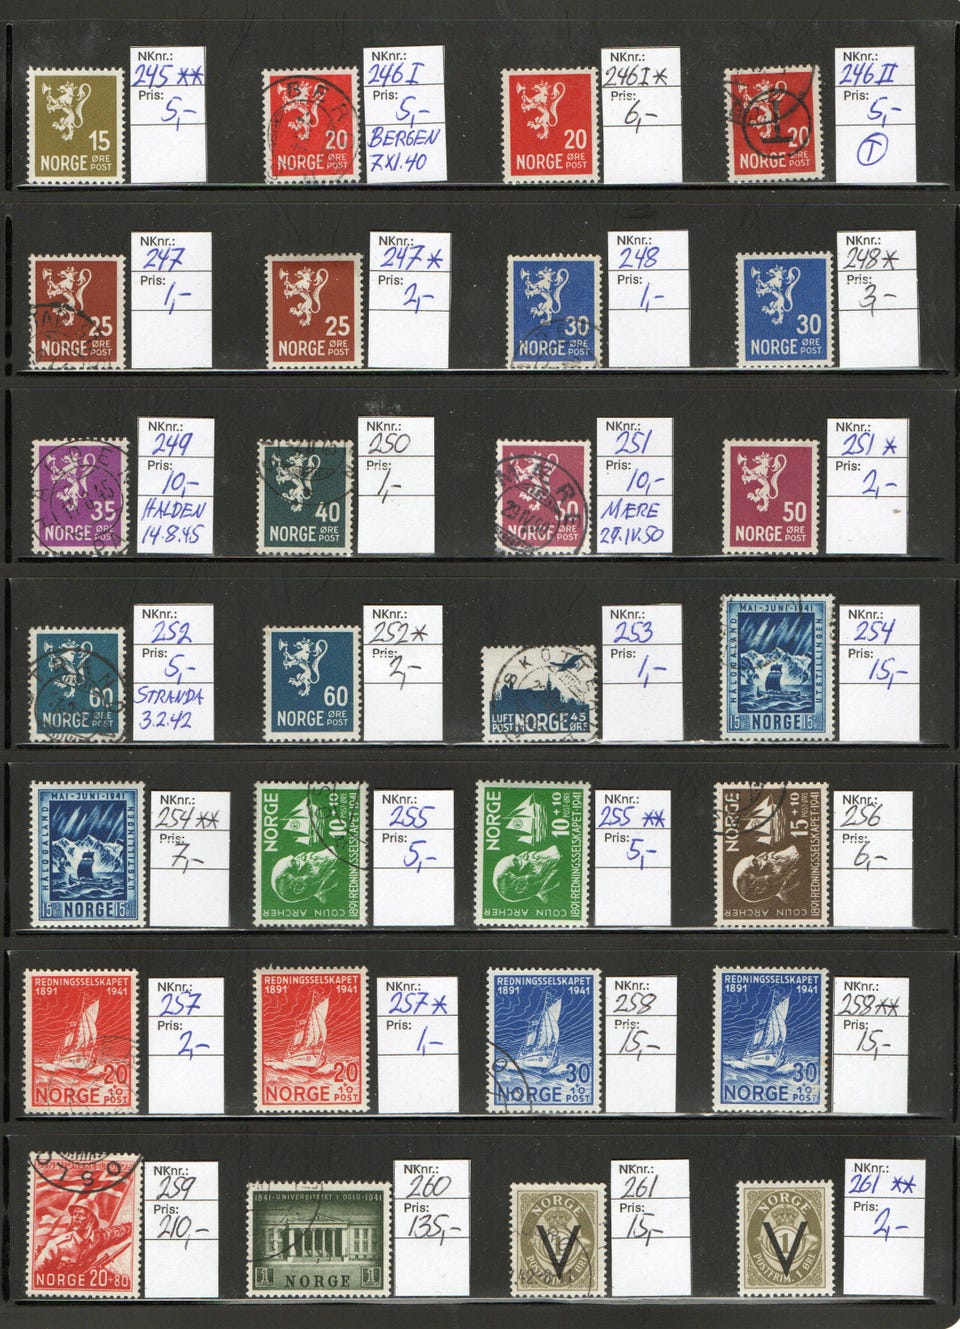 15
NORGE ØRE POST
NKnr.:
245 **
Pris:
5,-
20
NORGE ØRE POST
NKnr.:
246 I
Pris:
5,-
BERGEN
7.XI.40
20
NORGE ØRE POST
NKnr.:
246 I *
Pris:
6,-
T
20
NORGE ØRE POST
NKnr.:
246 II
Pris:
5,-
T
25
NORGE ØRE POST
NKnr.:
247
Pris:
1,-
25
NORGE ØRE POST
NKnr.:
247 *
Pris:
2,-
30
NORGE ØRE POST
NKnr.:
248
Pris:
1,-
30
NORGE ØRE POST
NKnr.:
248 *
Pris:
3,-
35
NORGE ØRE POST
NKnr.:
249
Pris:
10,-
HALDEN
14.8.45
40
NORGE ØRE POST
NKnr.:
250
Pris:
1,-
50
NORGE ØRE POST
NKnr.:
251
Pris:
10,-
MÆRE
29.IV.50
50
NORGE ØRE POST
NKnr.:
251 *
Pris:
2,-
60
NORGE ØRE POST
NKnr.:
252
Pris:
5,-
STRANDA
3.2.42
60
NORGE ØRE POST
NKnr.:
252 *
Pris:
2,-
LUFT POST NORGE 45 ØRE
NKnr.:
253
Pris:
1,-
MAI-JUNI-1941
HÅLOGALAND
UTSTILLINGEN
15 NORGE 15
NKnr.:
254
Pris:
15,-
MAI-JUNI-1941
HÅLOGALAND
UTSTILLINGEN
15 NORGE 15
NKnr.:
254 **
Pris:
7,-
10+10
1891-REDNINGSSELSKAPET-1941
COLIN ARCHER
NKnr.:
255
Pris:
5,-
NORGE
10+10
POST-ØRE
1891-REDNINGSSELSKAPET-1941
COLIN ARCHER
NKnr.:
255 **
Pris:
5,-
NORGE
15+10
POST-ØRE
1891-REDNINGSSELSKAPET-1941
COLIN ARCHER
NKnr.:
256
Pris:
6,-
REDNINGSSELSKAPET
1891 1941
20
NORGE +10 POST
NKnr.:
257
Pris:
2,-
REDNINGSSELSKAPET
1891 1941
20
NORGE +10 POST
NKnr.:
257 *
Pris:
1,-
REDNINGSSELSKAPET
1891 1941
30
NORGE +10 POST
NKnr.:
258
Pris:
15,-
REDNINGSSELSKAPET
1891 1941
30
NORGE +10 POST
NKnr.:
258 **
Pris:
15,-
OSLO
NORGE 20+80
NKnr.:
259
Pris:
210,-
1841-UNIVERSITETET I OSLO-1941
1 NORGE 1
NKnr.:
260
Pris:
135,-
NORGE
V
POSTFRIM. 1 ØRE
NKnr.:
261
Pris:
15,-
NORGE
V
POSTFRIM. 1 ØRE
NKnr.:
261 **
Pris:
2,-